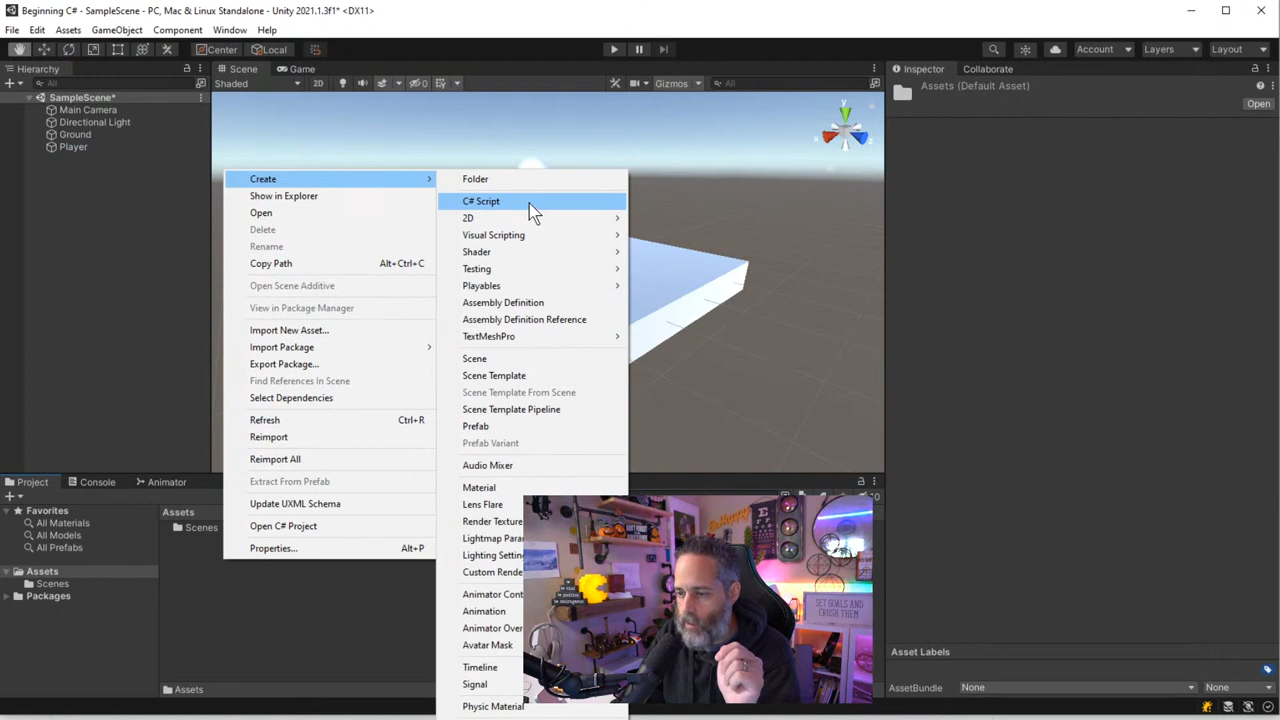 Beginning C# - SampleScene - PC, Mac & Linux Standalone - Unity 2021.1.3f1* <DX11>
File Edit Assets GameObject Component Window Help
Center Local Account Layers Layout
Hierarchy Scene Game Inspector Collaborate
All Shaded 2D 0 Gizmos All
SampleScene*
Main Camera
Directional Light
Ground
Player
Assets (Default Asset)
Open
y
x
z
Create
Show in Explorer
Open
Delete
Rename
Copy Path Alt+Ctrl+C
Open Scene Additive
View in Package Manager
Import New Asset...
Import Package
Export Package...
Find References In Scene
Select Dependencies
Refresh Ctrl+R
Reimport
Reimport All
Extract From Prefab
Update UXML Schema
Open C# Project
Properties... Alt+P
Folder
C# Script
2D
Visual Scripting
Shader
Testing
Playables
Assembly Definition
Assembly Definition Reference
TextMeshPro
Scene
Scene Template
Scene Template From Scene
Scene Template Pipeline
Prefab
Prefab Variant
Audio Mixer
Material
Lens Flare
Render Texture
Lightmap Para
Lighting Settin
Custom Rende
Animator Cont
Animation
Animator Over
Avatar Mask
Timeline
Signal
Physic Material
Project Console Animator
Favorites
All Materials
All Models
All Prefabs
Assets
Scenes
Packages
Assets
Scenes
Assets
SET GOALS AND
CRUSH THEM
Asset Labels
AssetBundle None None